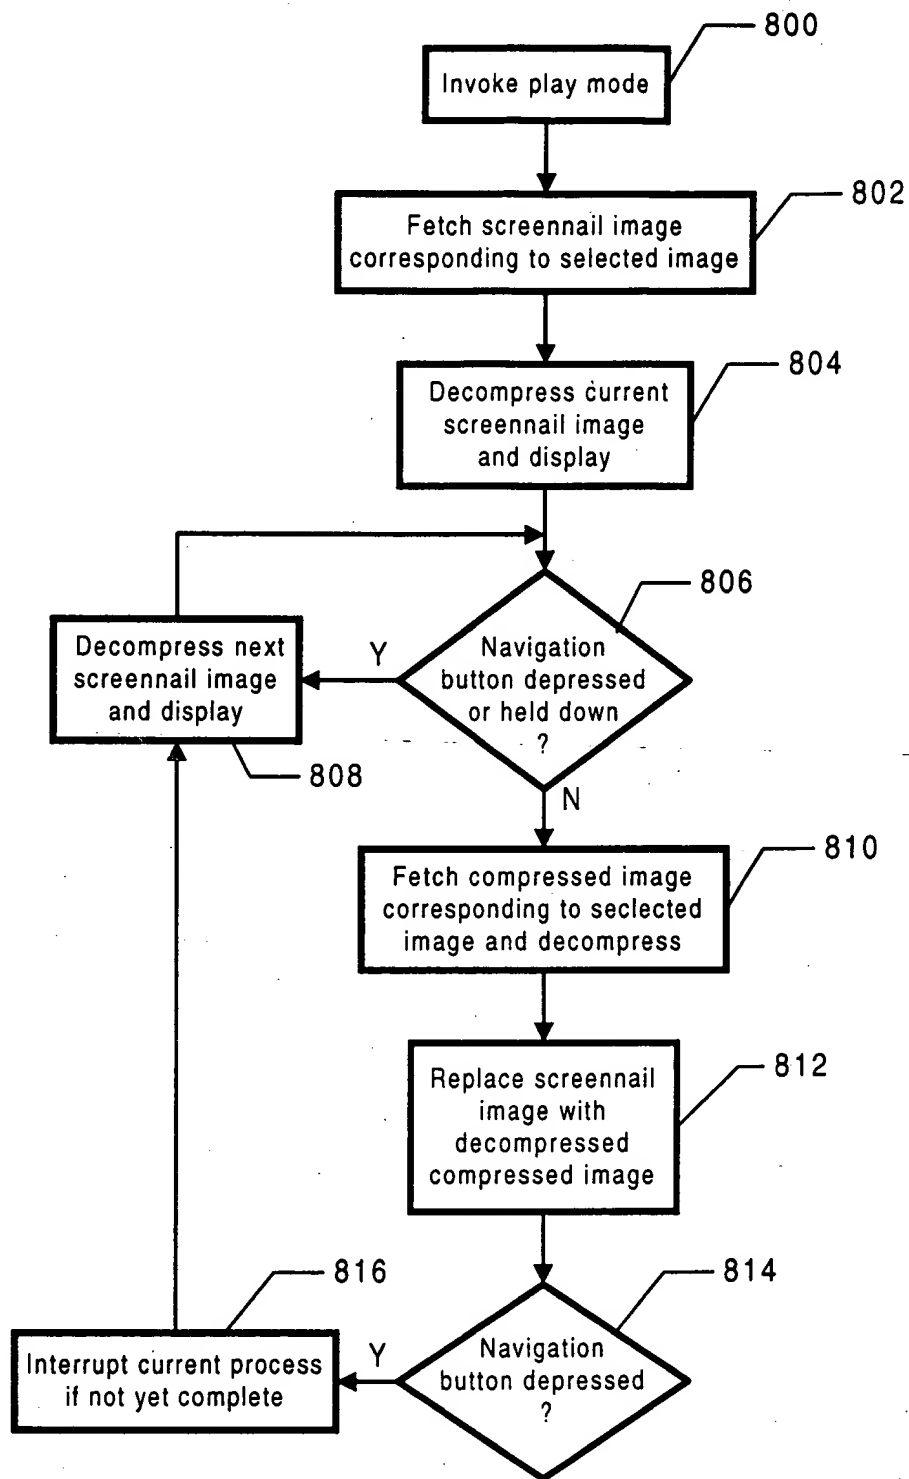 800
Invoke play mode
802
Fetch screennail image
corresponding to selected image
804
Decompress current
screennail image
and display
806
Navigation
button depressed
or held down
?
Y
N
Decompress next
screennail image
and display
808
810
Fetch compressed image
corresponding to seclected
image and decompress
812
Replace screennail
image with
decompressed
compressed image
814
Navigation
button depressed
?
Y
816
Interrupt current process
if not yet complete